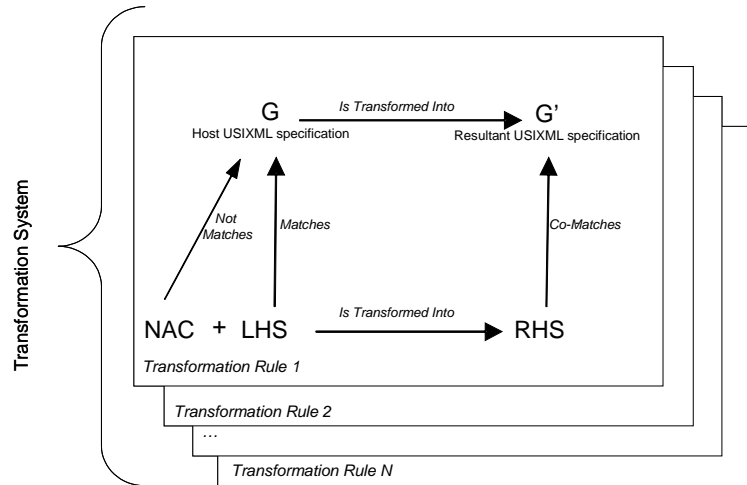 Transformation System
Is Transformed Into
G
G'
Host USIXML specification
Resultant USIXML specification
Not
Matches
Matches
Co-Matches
NAC + LHS
Is Transformed Into
RHS
Transformation Rule 1
Transformation Rule 2
...
Transformation Rule N